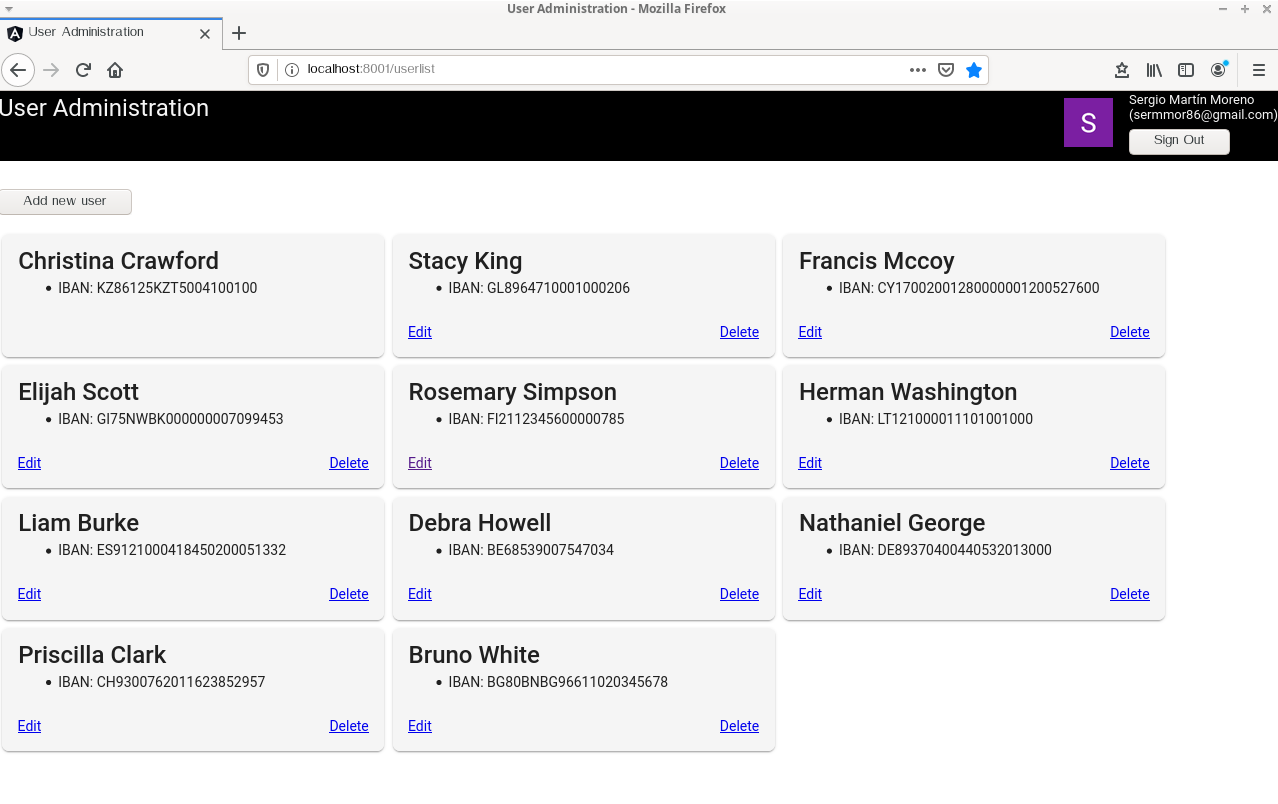 User Administration - Mozilla Firefox
User Administration
localhost:8001/userlist
User Administration
S
Sergio Martín Moreno
(sermmor86@gmail.com)
Sign Out
Add new user
Christina Crawford
IBAN: KZ86125KZT5004100100
Stacy King
IBAN: GL8964710001000206
Edit Delete
Francis Mccoy
IBAN: CY17002001280000001200527600
Edit Delete
Elijah Scott
IBAN: GI75NWBK000000007099453
Edit Delete
Rosemary Simpson
IBAN: FI2112345600000785
Edit Delete
Herman Washington
IBAN: LT121000011101001000
Edit Delete
Liam Burke
IBAN: ES9121000418450200051332
Edit Delete
Debra Howell
IBAN: BE68539007547034
Edit Delete
Nathaniel George
IBAN: DE89370400440532013000
Edit Delete
Priscilla Clark
IBAN: CH9300762011623852957
Edit Delete
Bruno White
IBAN: BG80BNBG96611020345678
Edit Delete